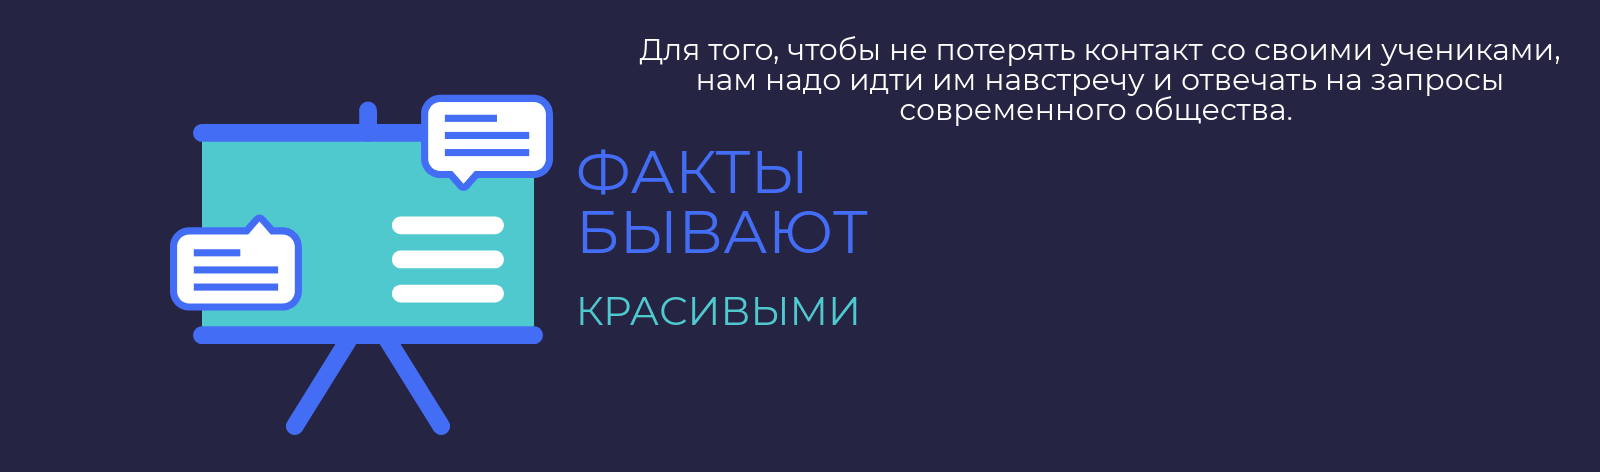 Для того, чтобы не потерять контакт со своими учениками,
нам надо идти им навстречу и отвечать на запросы
современного общества.
ФАКТЫ
БЫВАЮТ
КРАСИВЫМИ